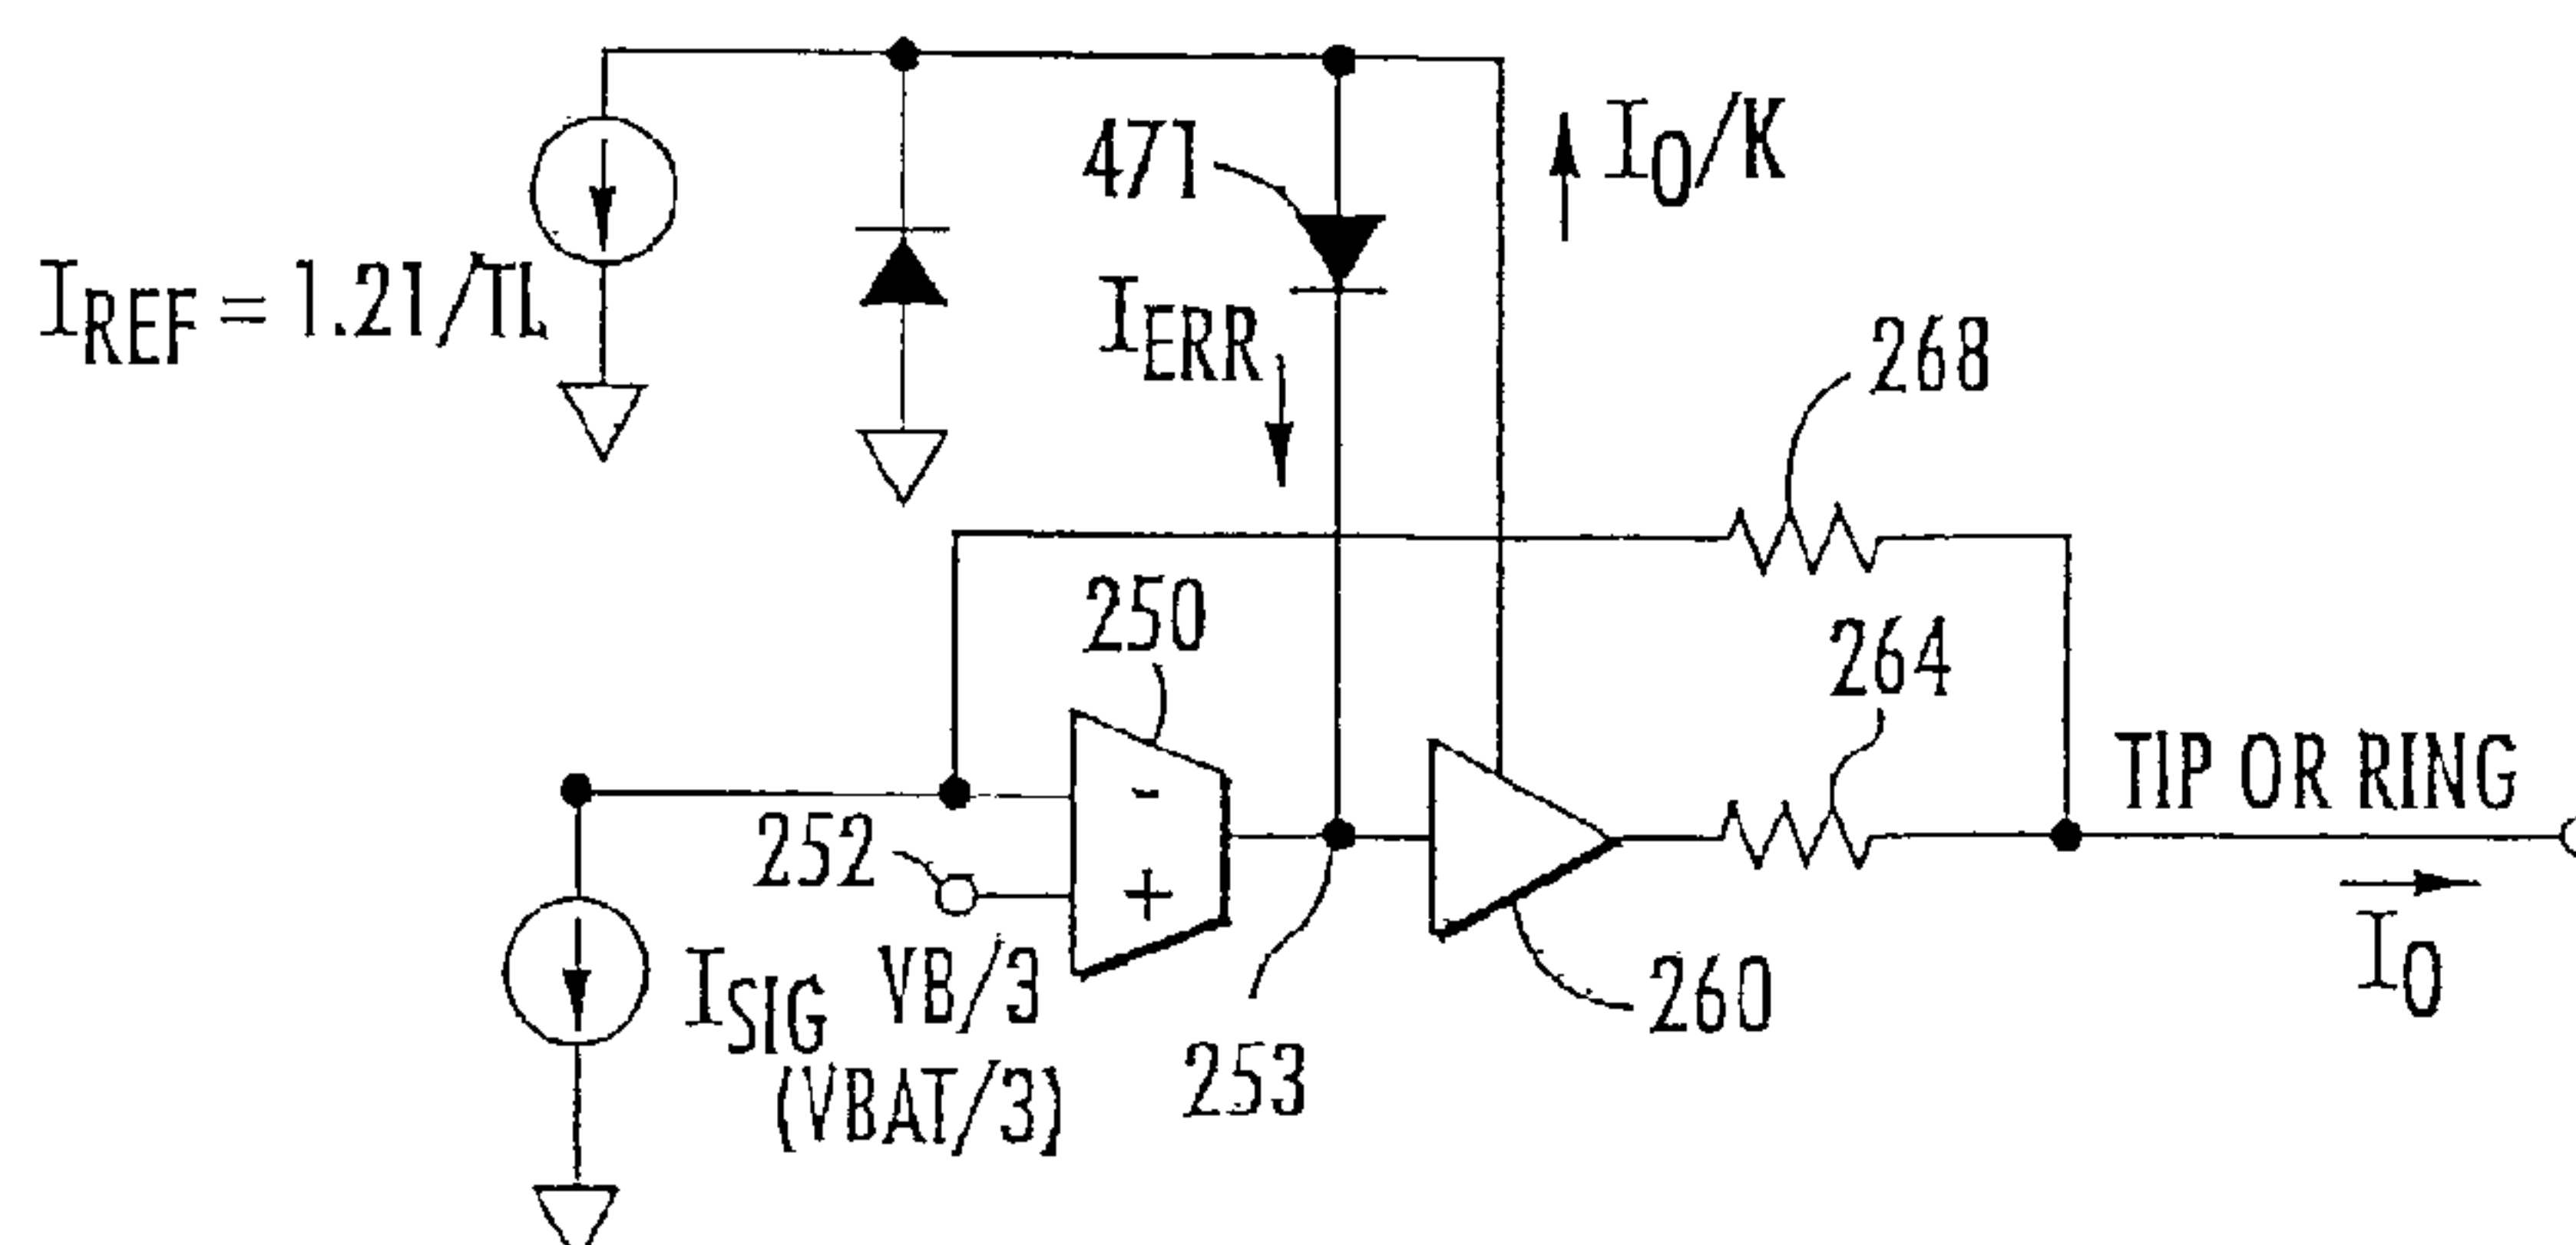 471
I_O/K
I_REF = 1.21/TL
I_ERR
268
250
264
TIP OR RING
252
I_SIG
VB/3
(VBAT/3)
253
260
I_O
-
+